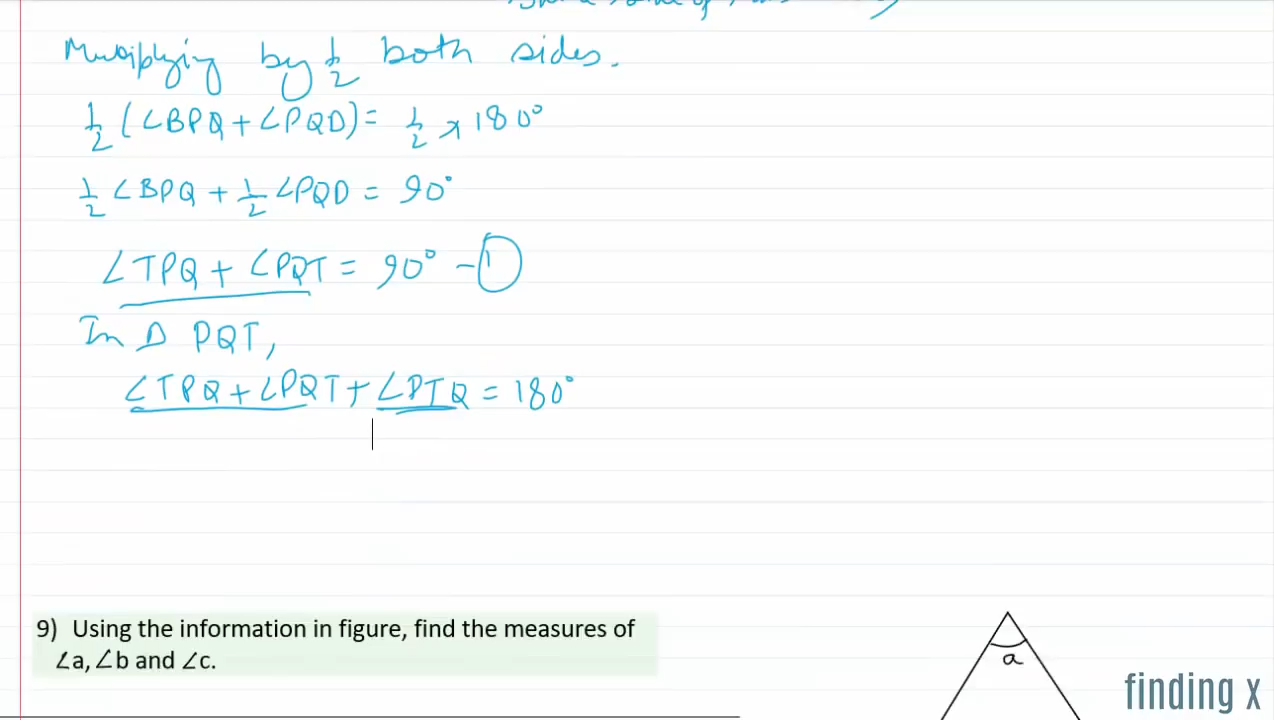 Multiplying by 1/2 both sides.
1/2 (∠BPQ + ∠PQD) = 1/2 × 180°
1/2 ∠BPQ + 1/2 ∠PQD = 90°
∠TPQ + ∠PQT = 90° - ①
In Δ PQT,
∠TPQ + ∠PQT + ∠PTQ = 180°
9) Using the information in figure, find the measures of
∠a, ∠b and ∠c.
a
finding x